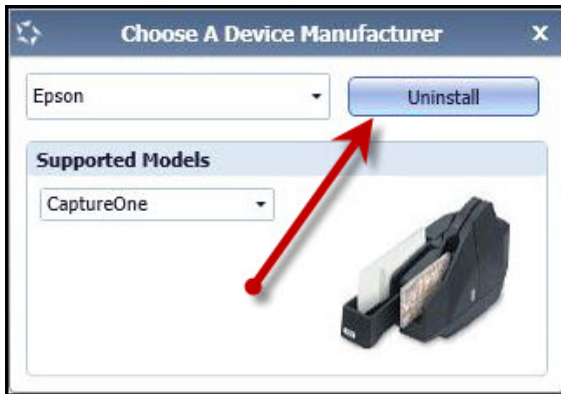 Choose A Device Manufacturer x
Epson Uninstall
Supported Models
CaptureOne